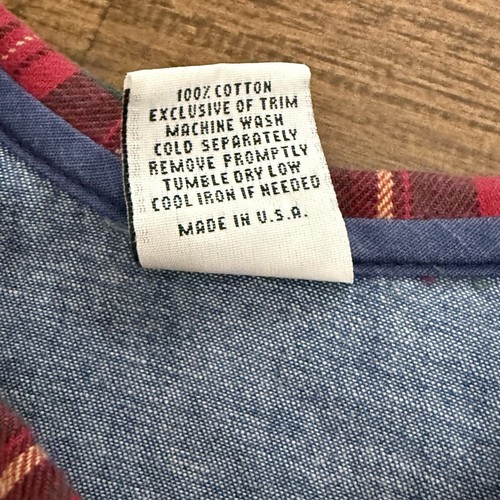 100% COTTON
EXCLUSIVE OF TRIM
MACHINE WASH
COLD SEPARATELY
REMOVE PROMPTLY
TUMBLE DRY LOW
COOL IRON IF NEEDED
MADE IN U.S.A.